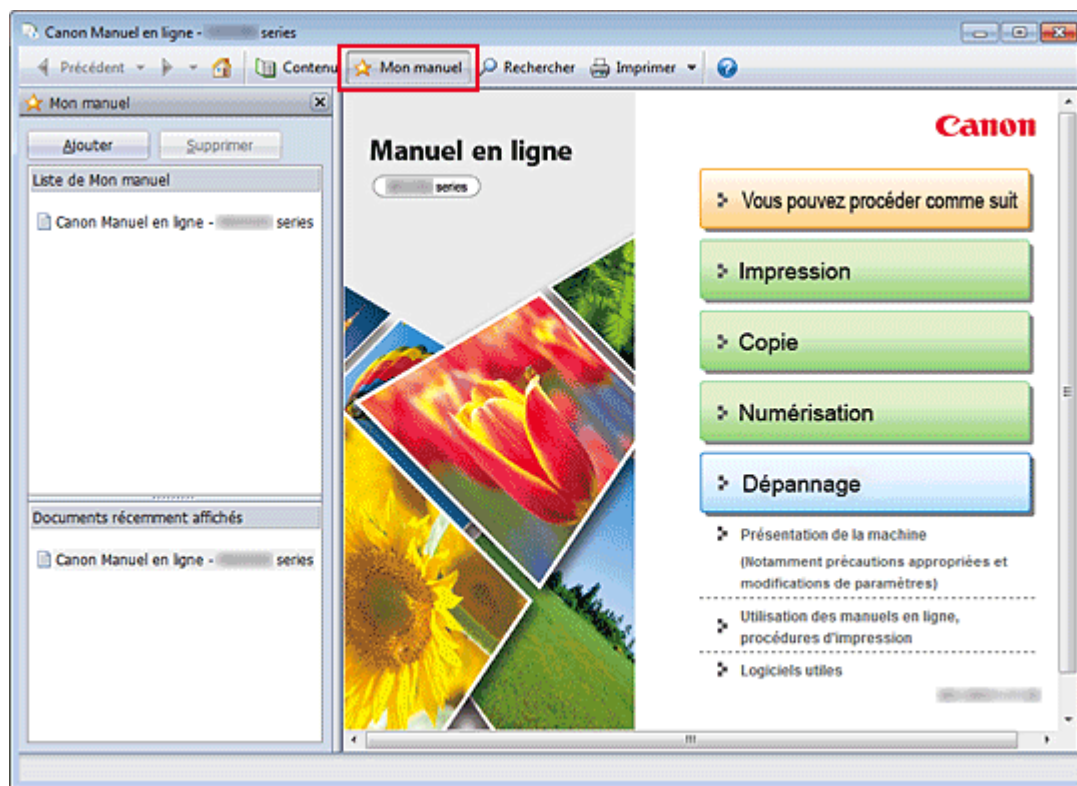 Canon Manuel en ligne - series
Précédent Contenu Mon manuel Rechercher Imprimer
Mon manuel
Ajouter Supprimer
Liste de Mon manuel
Canon Manuel en ligne - series
Documents récemment affichés
Canon Manuel en ligne - series
Canon
Manuel en ligne
series
Vous pouvez procéder comme suit
Impression
Copie
Numérisation
Dépannage
Présentation de la machine
(Notamment précautions appropriées et
modifications de paramètres)
Utilisation des manuels en ligne,
procédures d'impression
Logiciels utiles